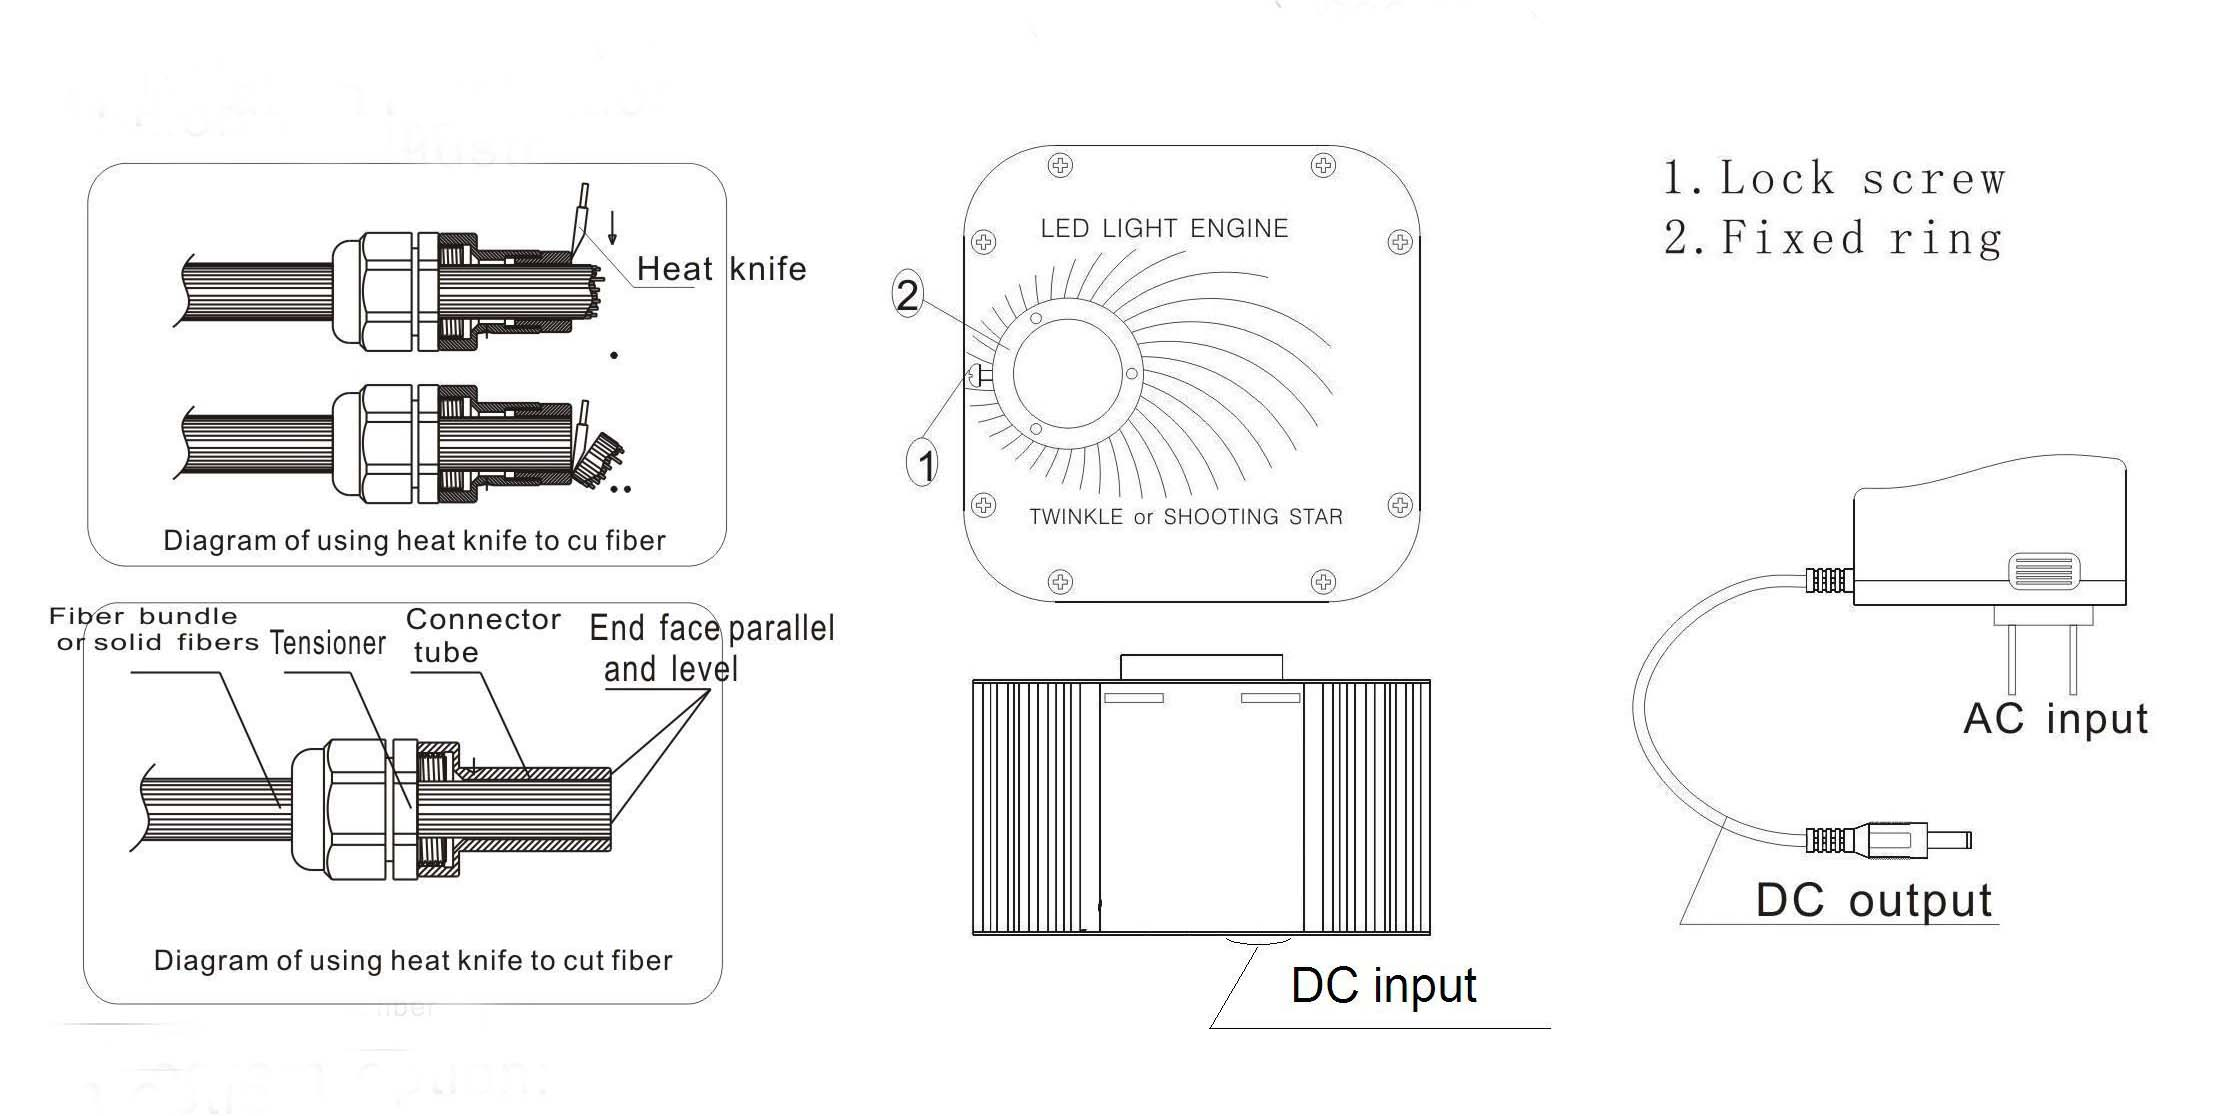 Heat knife
Diagram of using heat knife to cu fiber
Fiber bundle
or solid fibers
Tensioner
Connector
tube
End face parallel
and level
Diagram of using heat knife to cut fiber
LED LIGHT ENGINE
2
1
TWINKLE or SHOOTING STAR
DC input
1. Lock screw
2. Fixed ring
AC input
DC output